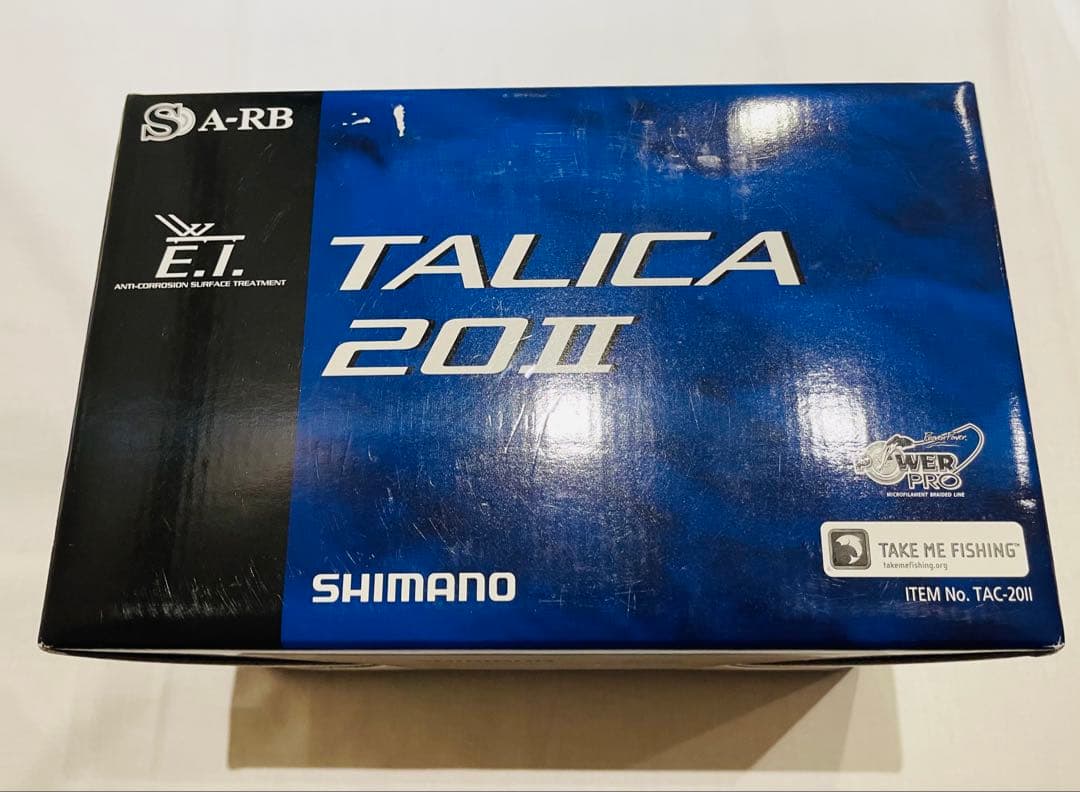 S A-RB
E.I.
ANTI-CORROSION SURFACE TREATMENT
TALICA
20II
SHIMANO
POWER
PRO
MICROFILAMENT BRAIDED LINE
TAKE ME FISHING™
takemefishing.org
ITEM No. TAC-20II